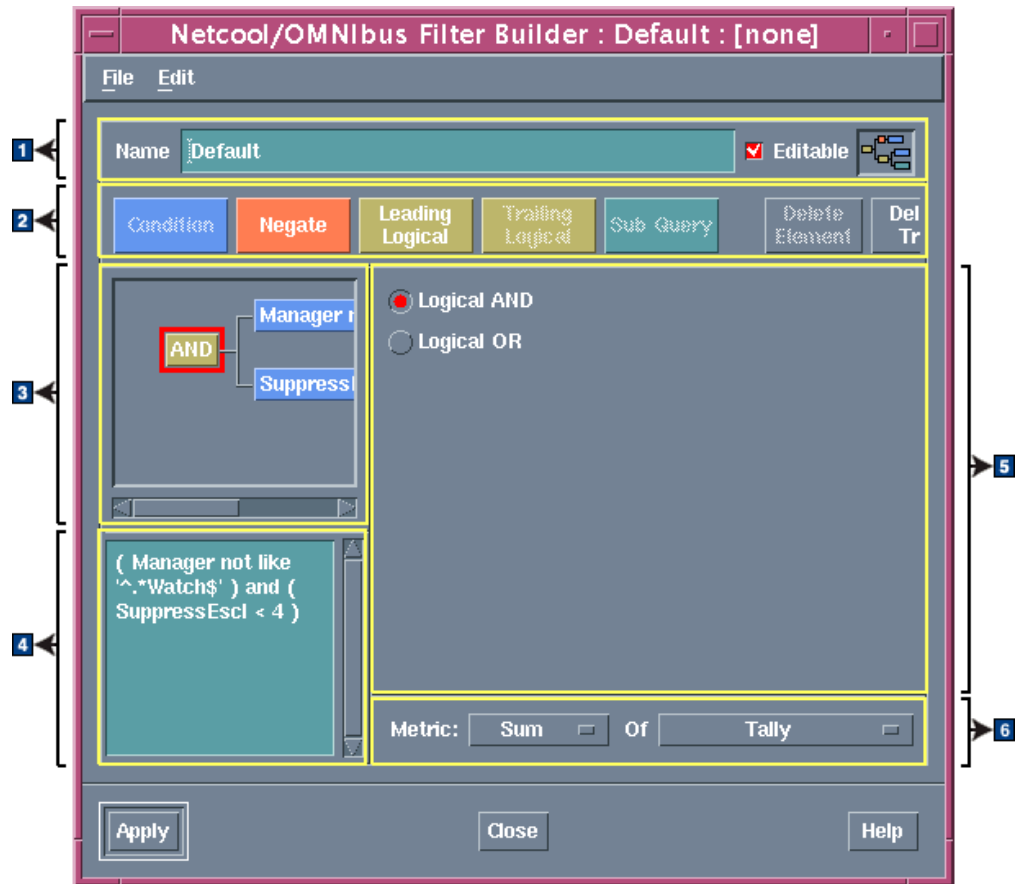 Netcool/OMNIbus Filter Builder : Default : [none]
File Edit
1
Name Default Editable
2
Condition Negate Leading Logical Trailing Logical Sub Query Delete Element Del Tr
3
AND
Manager n
SuppressI
Logical AND
Logical OR
5
4
( Manager not like
'^.*Watch$' ) and (
SuppressEscl < 4 )
Metric: Sum Of Tally
6
Apply Close Help